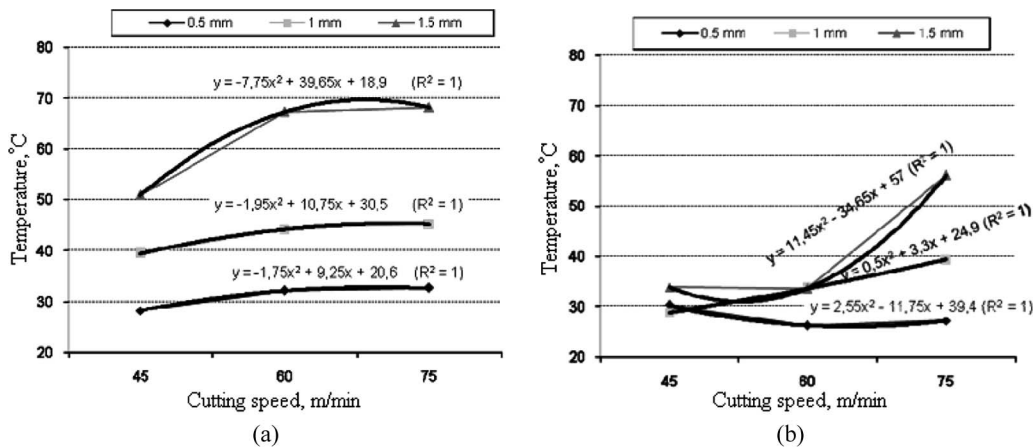 0.5 mm 1 mm 1.5 mm
80
70
60
50
40
30
20
Temperature, °C
y = -7,75x² + 39,65x + 18,9 (R² = 1)
y = -1,95x² + 10,75x + 30,5 (R² = 1)
y = -1,75x² + 9,25x + 20,6 (R² = 1)
45 60 75
Cutting speed, m/min
(a)
0.5 mm 1 mm 1.5 mm
80
70
60
50
40
30
20
Temperature, °C
y = 11,45x² - 34,65x + 57 (R² = 1)
y = 0,5x² + 3,3x + 24,9 (R² = 1)
y = 2,55x² - 11,75x + 39,4 (R² = 1)
45 60 75
Cutting speed, m/min
(b)